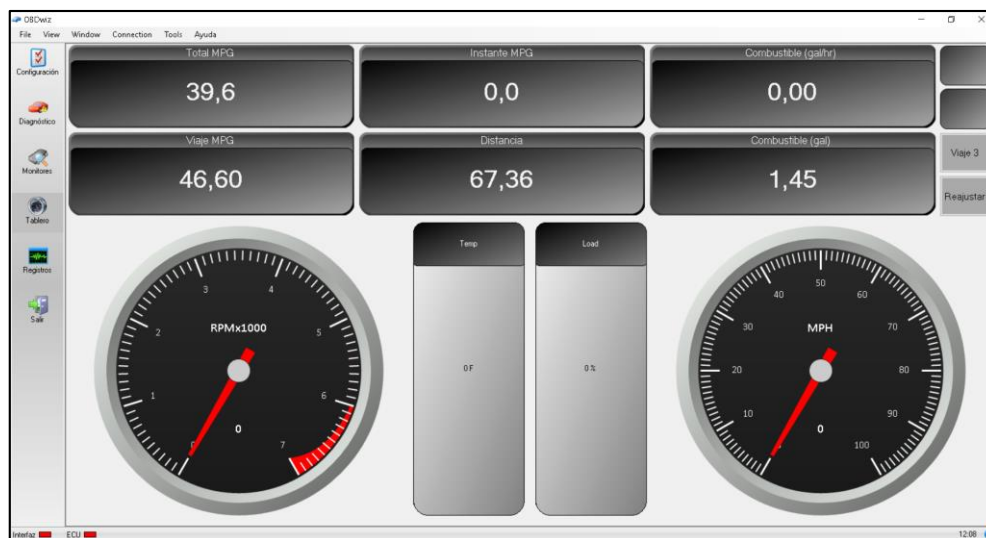 OBDwiz
File View Window Connection Tools Ayuda
Configuración
Diagnóstico
Monitores
Tablero
Registros
Salir
Total MPG
39,6
Instante MPG
0,0
Combustible (gal/hr)
0,00
Viaje MPG
46,60
Distancia
67,36
Combustible (gal)
1,45
Viaje 3
Reajustar
0
1
2
3
4
5
6
7
RPMx1000
0
Temp
0 F
Load
0 %
10
20
30
40
50
60
70
80
90
100
MPH
0
Interfaz
ECU
12:08